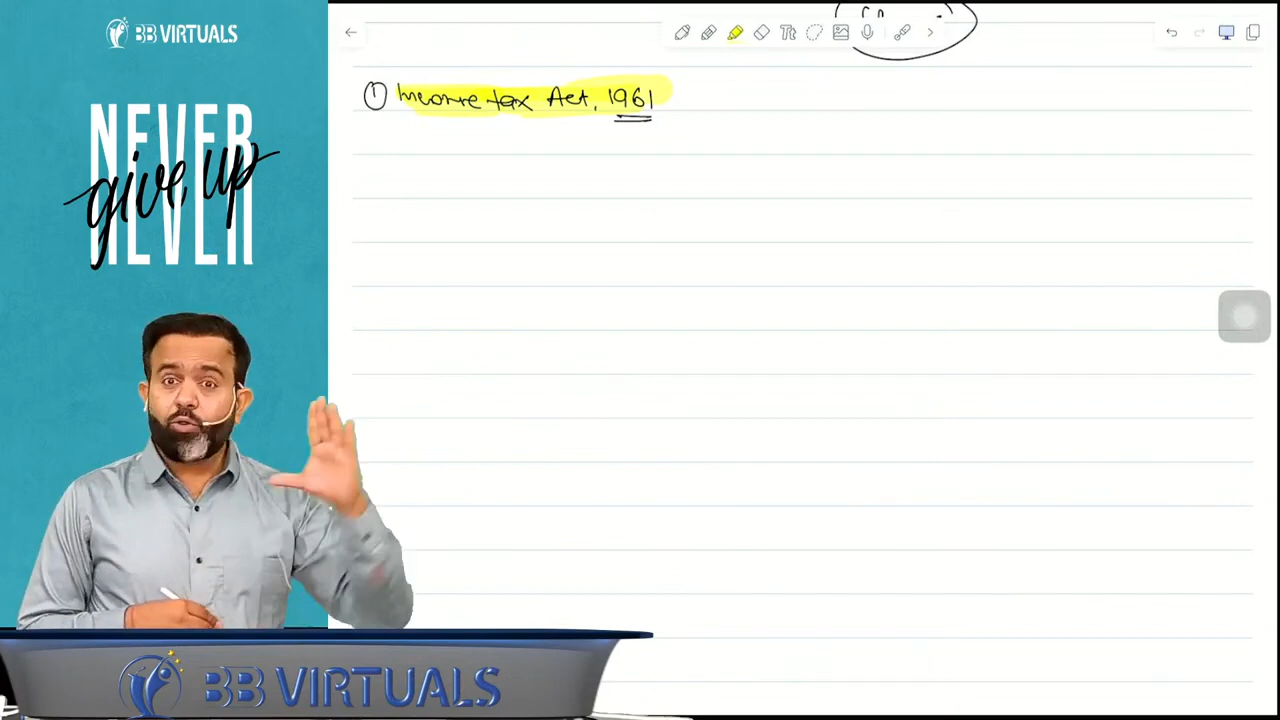 BB VIRTUALS
NEVER
give up
NEVER
① Income tax Act, 1961
BB VIRTUALS